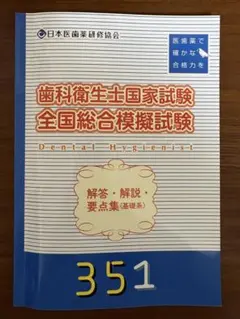 日本医歯薬研修協会
医歯薬で
確かな
合格力を
歯科衛生士国家試験
全国総合模擬試験
Dental Hygienist
解答・解説・
要点集(基礎系)
351